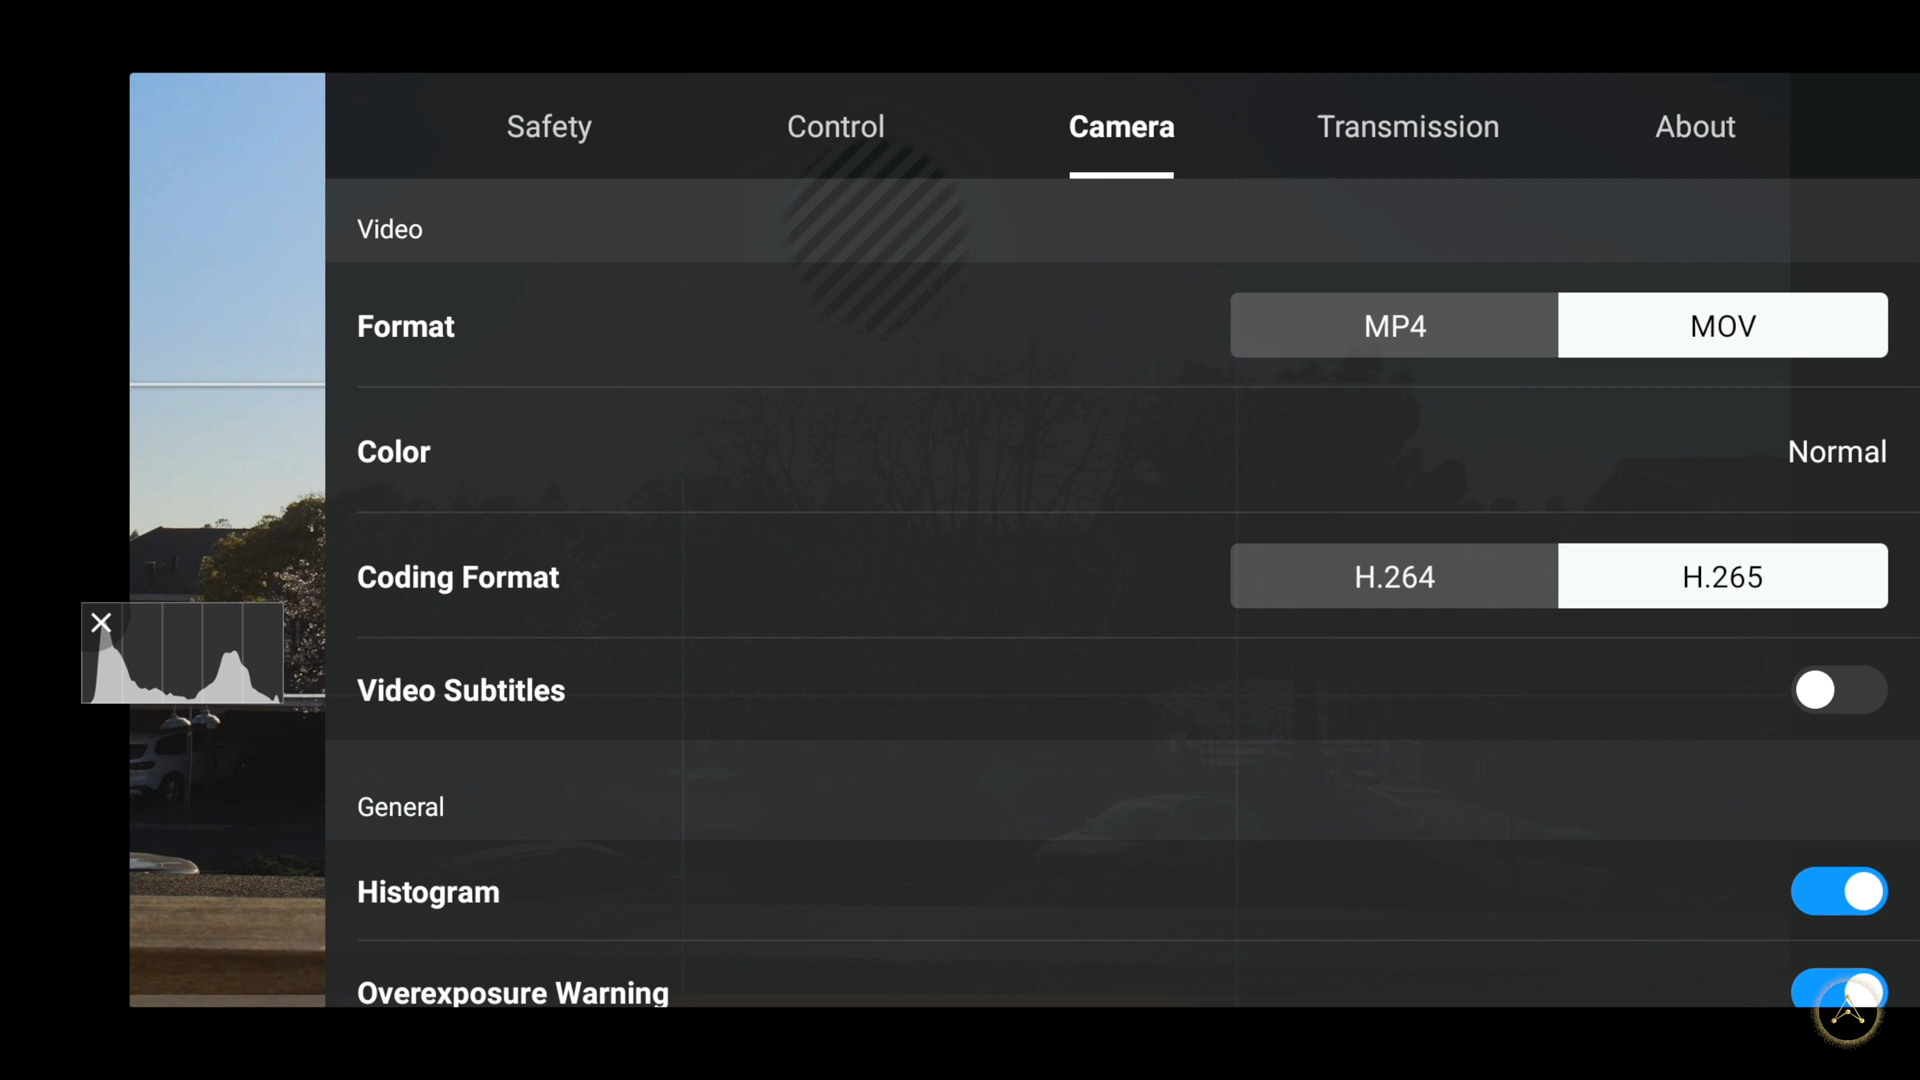 Safety Control Camera Transmission About
Video
Format MP4 MOV
Color Normal
Coding Format H.264 H.265
Video Subtitles
General
Histogram
Overexposure Warning